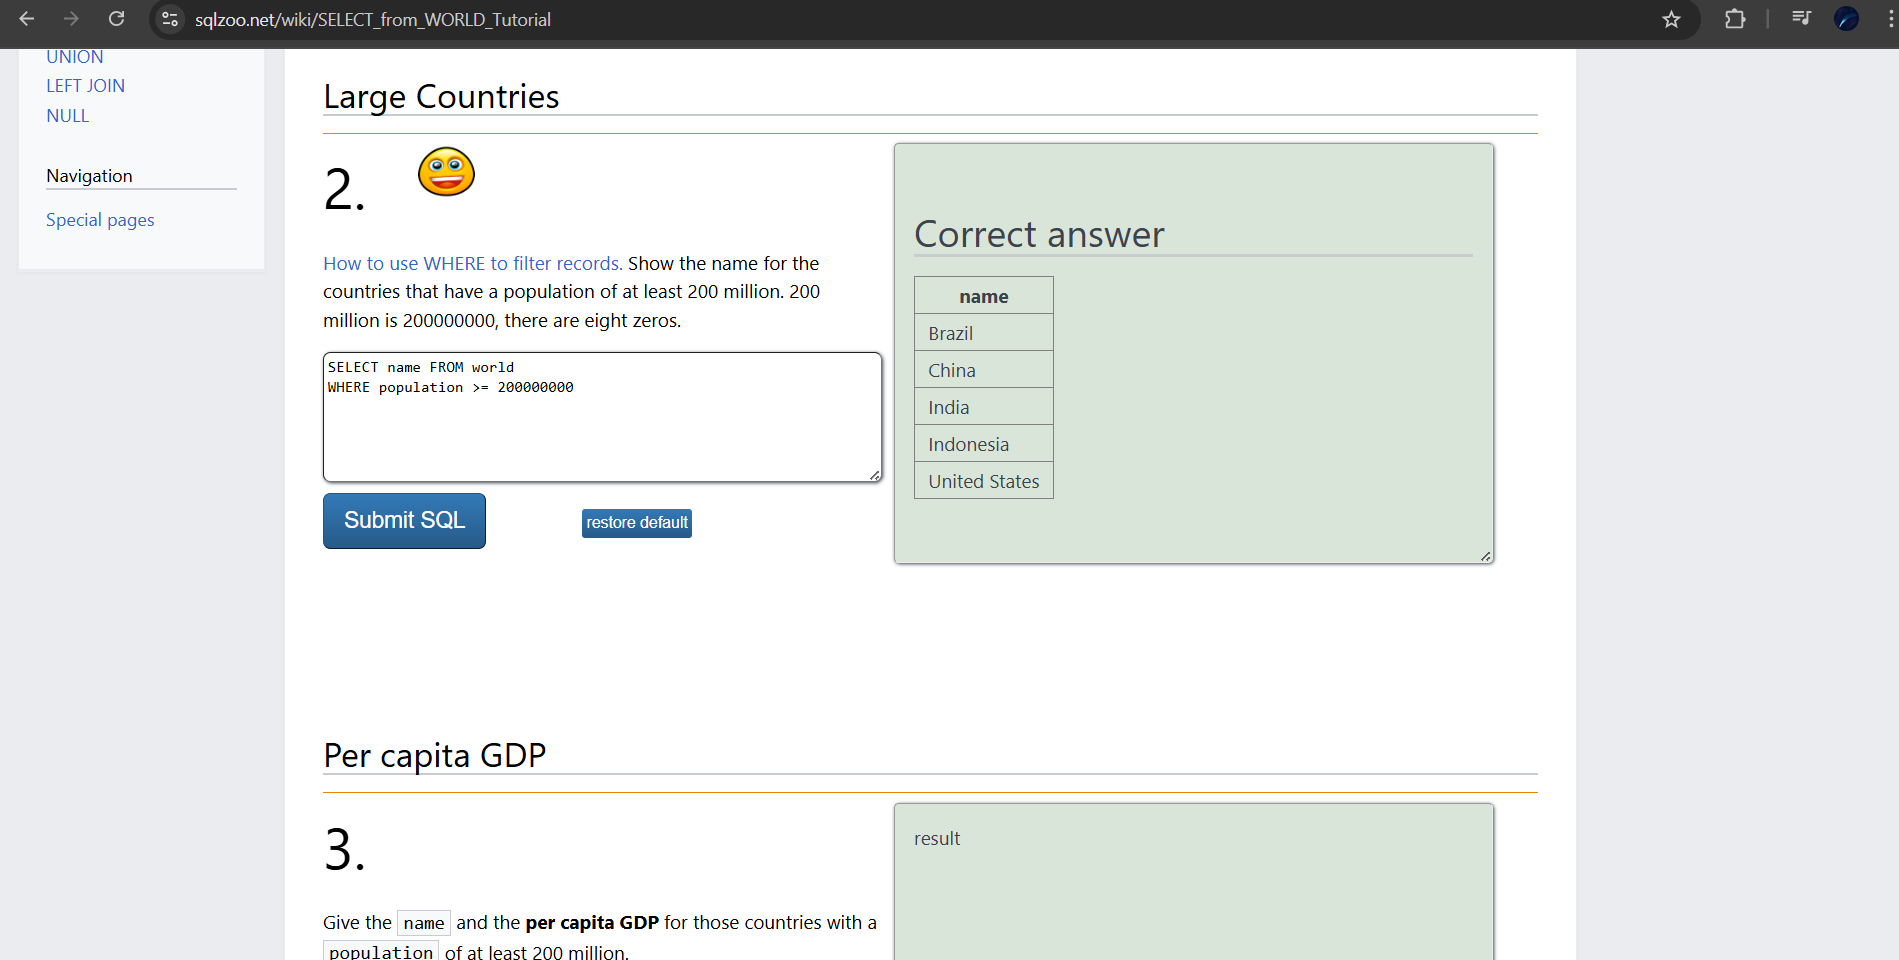 sqlzoo.net/wiki/SELECT_from_WORLD_Tutorial
UNION
LEFT JOIN
NULL
Navigation
Special pages
Large Countries
2.
How to use WHERE to filter records. Show the name for the
countries that have a population of at least 200 million. 200
million is 200000000, there are eight zeros.
SELECT name FROM world
WHERE population >= 200000000
Submit SQL
restore default
Correct answer
name
Brazil
China
India
Indonesia
United States
Per capita GDP
3.
Give the name and the per capita GDP for those countries with a
population of at least 200 million.
result